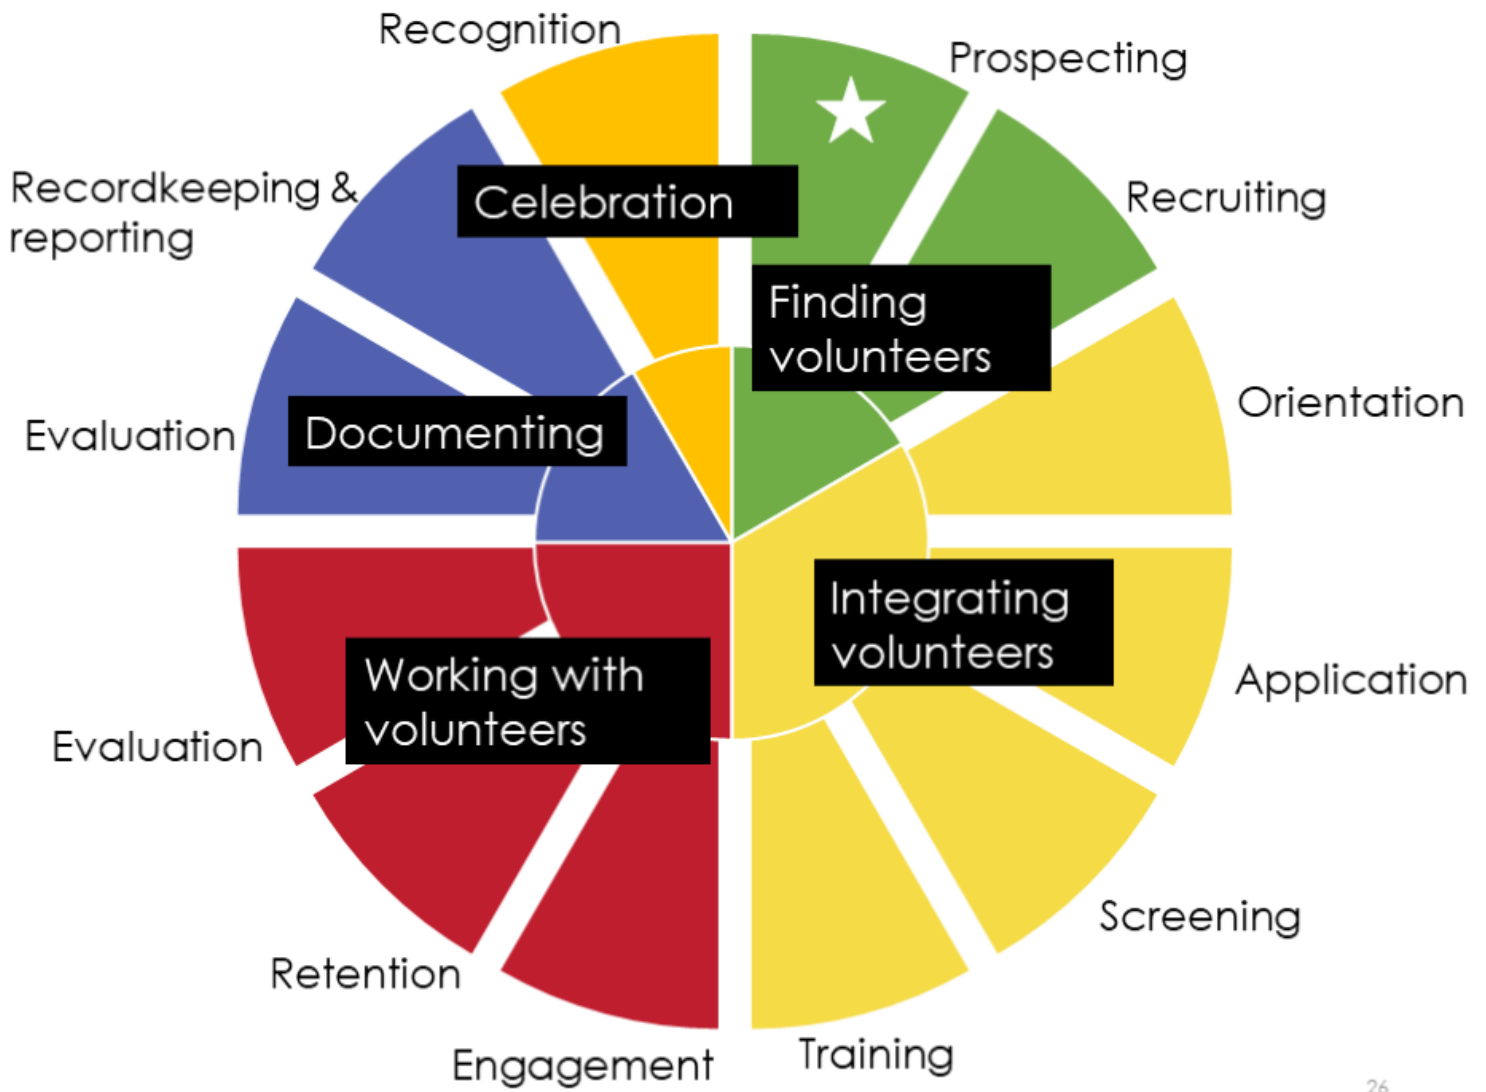 Recognition
Prospecting
Recordkeeping &
reporting
Celebration
Recruiting
Finding
volunteers
Orientation
Evaluation
Documenting
Integrating
volunteers
Application
Working with
volunteers
Evaluation
Screening
Retention
Training
Engagement
26